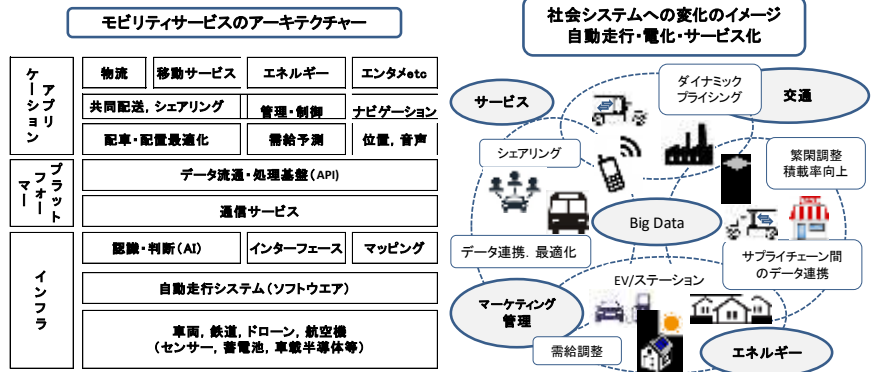 モビリティサービスのアーキテクチャー
アプリ
ケーション
物流
移動サービス
エネルギー
エンタメetc
共同配送, シェアリング
管理・制御
ナビゲーション
配車・配置最適化
需給予測
位置, 音声
プラット
フォー
マー
データ流通・処理基盤(API)
通信サービス
インフラ
認識・判断(AI)
インターフェース
マッピング
自動走行システム(ソフトウエア)
車両, 鉄道, ドローン, 航空機
(センサー, 蓄電池, 車載半導体等)
社会システムへの変化のイメージ
自動走行・電化・サービス化
サービス
ダイナミック
プライシング
交通
シェアリング
繁閑調整
積載率向上
Big Data
データ連携. 最適化
サプライチェーン間
のデータ連携
EV/ステーション
マーケティング
管理
需給調整
エネルギー